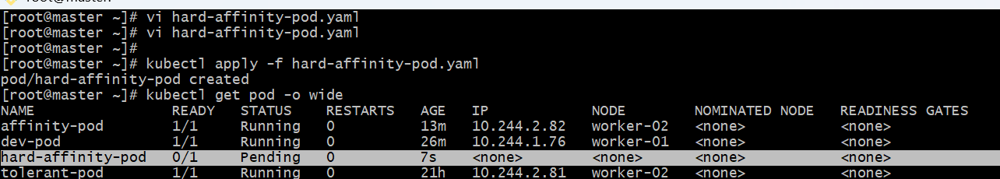 [root@master ~]# vi hard-affinity-pod.yaml
[root@master ~]# vi hard-affinity-pod.yaml
[root@master ~]#
[root@master ~]# kubectl apply -f hard-affinity-pod.yaml
pod/hard-affinity-pod created
[root@master ~]# kubectl get pod -o wide
NAME READY STATUS RESTARTS AGE IP NODE NOMINATED NODE READINESS GATES
affinity-pod 1/1 Running 0 13m 10.244.2.82 worker-02 <none> <none>
dev-pod 1/1 Running 0 26m 10.244.1.76 worker-01 <none> <none>
hard-affinity-pod 0/1 Pending 0 7s <none> <none> <none> <none>
tolerant-pod 1/1 Running 0 21h 10.244.2.81 worker-02 <none> <none>